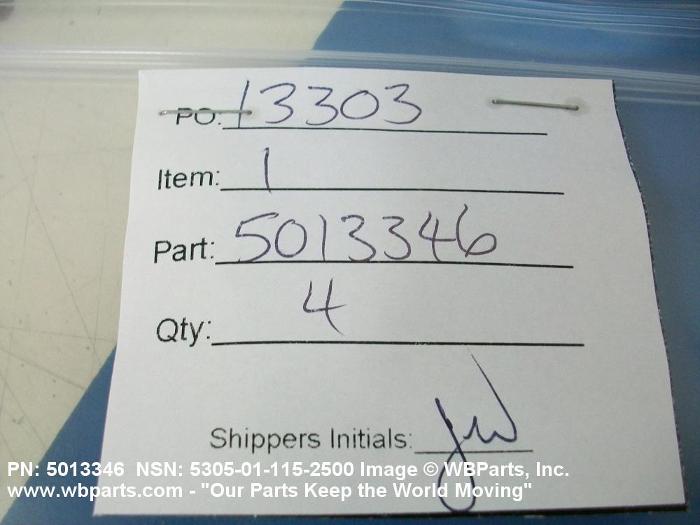 PO: 13303
Item: 1
Part: 5013346
Qty: 4
Shippers Initials: JW
PN: 5013346 NSN: 5305-01-115-2500 Image © WBParts, Inc.
www.wbparts.com - "Our Parts Keep the World Moving"